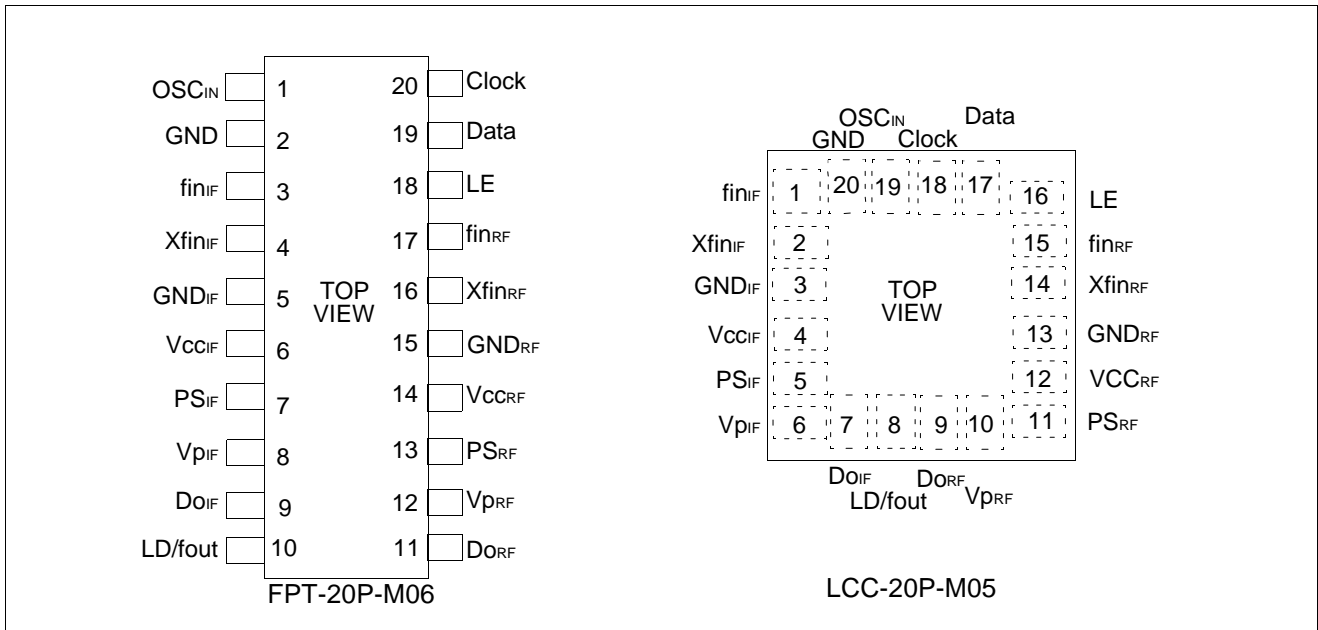 OSCIN 1 20 Clock
GND 2 19 Data
finIF 3 18 LE
XfinIF 4 17 finRF
GNDIF 5 TOP VIEW 16 XfinRF
VccIF 6 15 GNDRF
PSIF 7 14 VccRF
VpIF 8 13 PSRF
DoIF 9 12 VpRF
LD/fout 10 11 DoRF
FPT-20P-M06
OSCIN Data
GND Clock
finIF 1 20 19 18 17 16 LE
XfinIF 2 15 finRF
GNDIF 3 TOP VIEW 14 XfinRF
VccIF 4 13 GNDRF
PSIF 5 12 VCCRF
VpIF 6 7 8 9 10 11 PSRF
DoIF DoRF
LD/fout VpRF
LCC-20P-M05